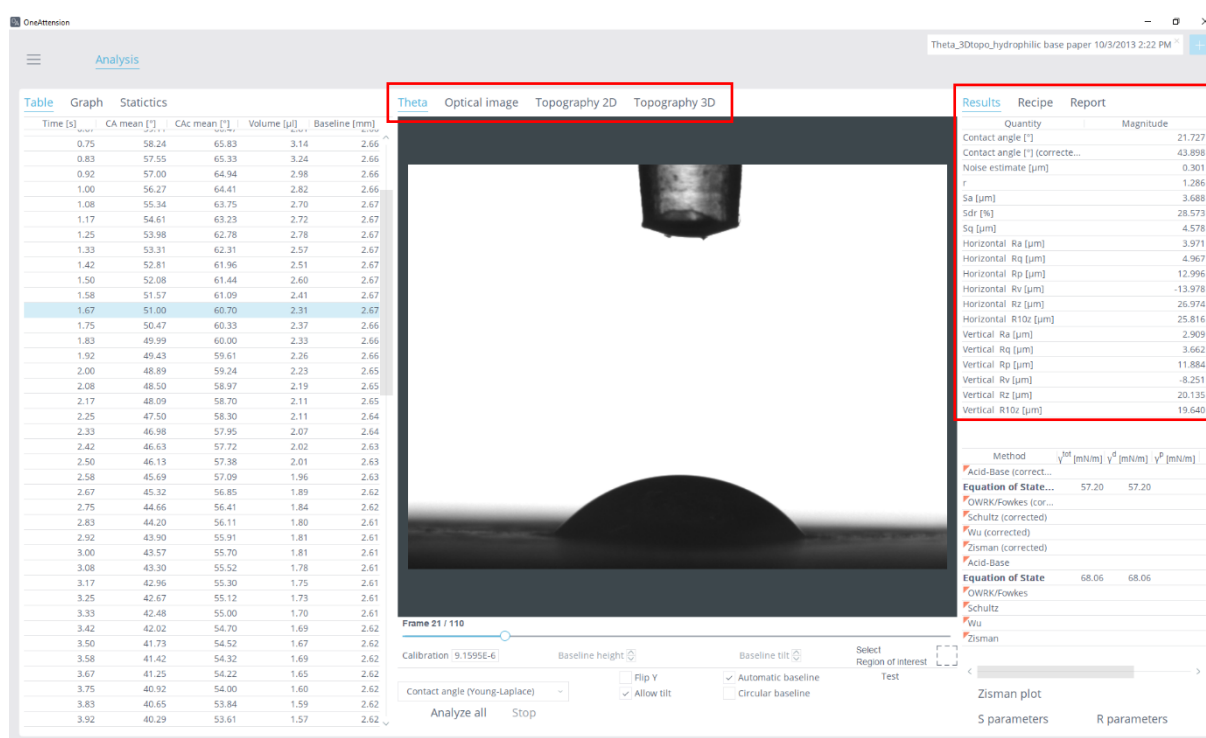 OneAttension
Theta_3Dtopo_hydrophilic base paper 10/3/2013 2:22 PM
Analysis
Table Graph Statictics
Time [s] CA mean [°] CAc mean [°] Volume [µl] Baseline [mm]
0.75 58.24 65.83 3.14 2.66
0.83 57.55 65.33 3.24 2.66
0.92 57.00 64.94 2.98 2.66
1.00 56.27 64.41 2.82 2.66
1.08 55.34 63.75 2.70 2.67
1.17 54.61 63.23 2.72 2.67
1.25 53.98 62.78 2.78 2.67
1.33 53.31 62.31 2.57 2.67
1.42 52.81 61.96 2.51 2.67
1.50 52.08 61.44 2.60 2.67
1.58 51.57 61.09 2.41 2.67
1.67 51.00 60.70 2.31 2.67
1.75 50.47 60.33 2.37 2.66
1.83 49.99 60.00 2.33 2.66
1.92 49.43 59.61 2.26 2.66
2.00 48.89 59.24 2.23 2.65
2.08 48.50 58.97 2.19 2.65
2.17 48.09 58.70 2.11 2.65
2.25 47.50 58.30 2.11 2.64
2.33 46.98 57.95 2.07 2.64
2.42 46.63 57.72 2.02 2.63
2.50 46.13 57.38 2.01 2.63
2.58 45.69 57.09 1.96 2.63
2.67 45.32 56.85 1.89 2.62
2.75 44.66 56.41 1.84 2.62
2.83 44.20 56.11 1.80 2.61
2.92 43.90 55.91 1.81 2.61
3.00 43.57 55.70 1.81 2.61
3.08 43.30 55.52 1.78 2.61
3.17 42.96 55.30 1.75 2.61
3.25 42.67 55.12 1.73 2.61
3.33 42.48 55.00 1.70 2.61
3.42 42.02 54.70 1.69 2.62
3.50 41.73 54.52 1.67 2.62
3.58 41.42 54.32 1.69 2.62
3.67 41.25 54.22 1.65 2.62
3.75 40.92 54.00 1.60 2.62
3.83 40.65 53.84 1.59 2.62
3.92 40.29 53.61 1.57 2.62
Theta Optical image Topography 2D Topography 3D
Frame 21 / 110
Calibration 9.1595E-6 Baseline height Baseline tilt Select
Region of interest
Flip Y Automatic baseline Test
Contact angle (Young-Laplace) Allow tilt Circular baseline
Analyze all Stop
Results Recipe Report
Quantity Magnitude
Contact angle [°] 21.727
Contact angle [°] (correcte... 43.898
Noise estimate [µm] 0.301
r 1.286
Sa [µm] 3.688
Sdr [%] 28.573
Sq [µm] 4.578
Horizontal Ra [µm] 3.971
Horizontal Rq [µm] 4.967
Horizontal Rp [µm] 12.996
Horizontal Rv [µm] -13.978
Horizontal Rz [µm] 26.974
Horizontal R10z [µm] 25.816
Vertical Ra [µm] 2.909
Vertical Rq [µm] 3.662
Vertical Rp [µm] 11.884
Vertical Rv [µm] -8.251
Vertical Rz [µm] 20.135
Vertical R10z [µm] 19.640
Method γtot [mN/m] γd [mN/m] γp [mN/m]
Acid-Base (correct...
Equation of State... 57.20 57.20
OWRK/Fowkes (cor...
Schultz (corrected)
Wu (corrected)
Zisman (corrected)
Acid-Base
Equation of State 68.06 68.06
OWRK/Fowkes
Schultz
Wu
Zisman
Zisman plot
S parameters R parameters